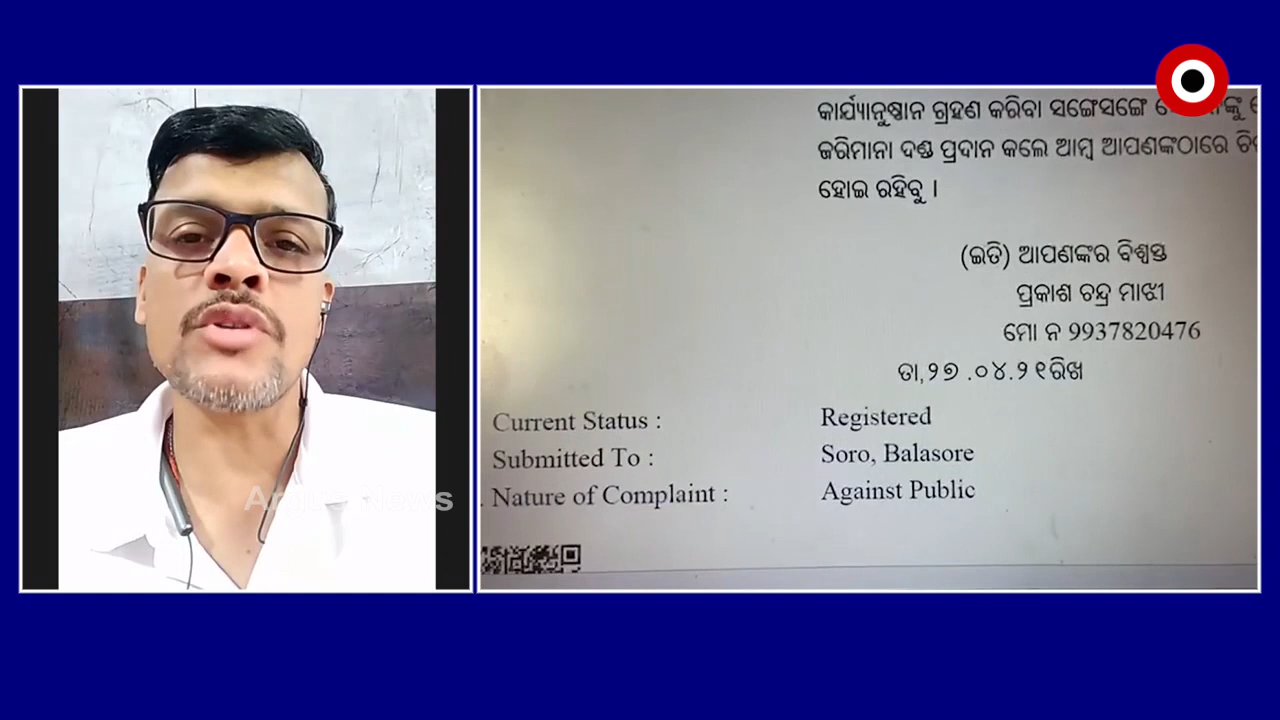 କାର୍ଯ୍ୟାନୁଷ୍ଠାନ ଗ୍ରହଣ କରିବା ସଙ୍ଗେସଙ୍ଗେ
ଜରିମାନା ଦଣ୍ଡ ପ୍ରଦାନ କଲେ ଆମ୍ବ ଆପଣଙ୍କଠାରେ
ହୋଇ ରହିବୁ ।
(ଇତି) ଆପଣଙ୍କର ବିଶ୍ୱସ୍ତ
ପ୍ରକାଶ ଚନ୍ଦ୍ର ମାଝୀ
ମୋ ନ 9937820476
ତା,୨୭ .୦୪.୨୧ରିଖ
Current Status : Registered
Submitted To : Soro, Balasore
Nature of Complaint : Against Public
News